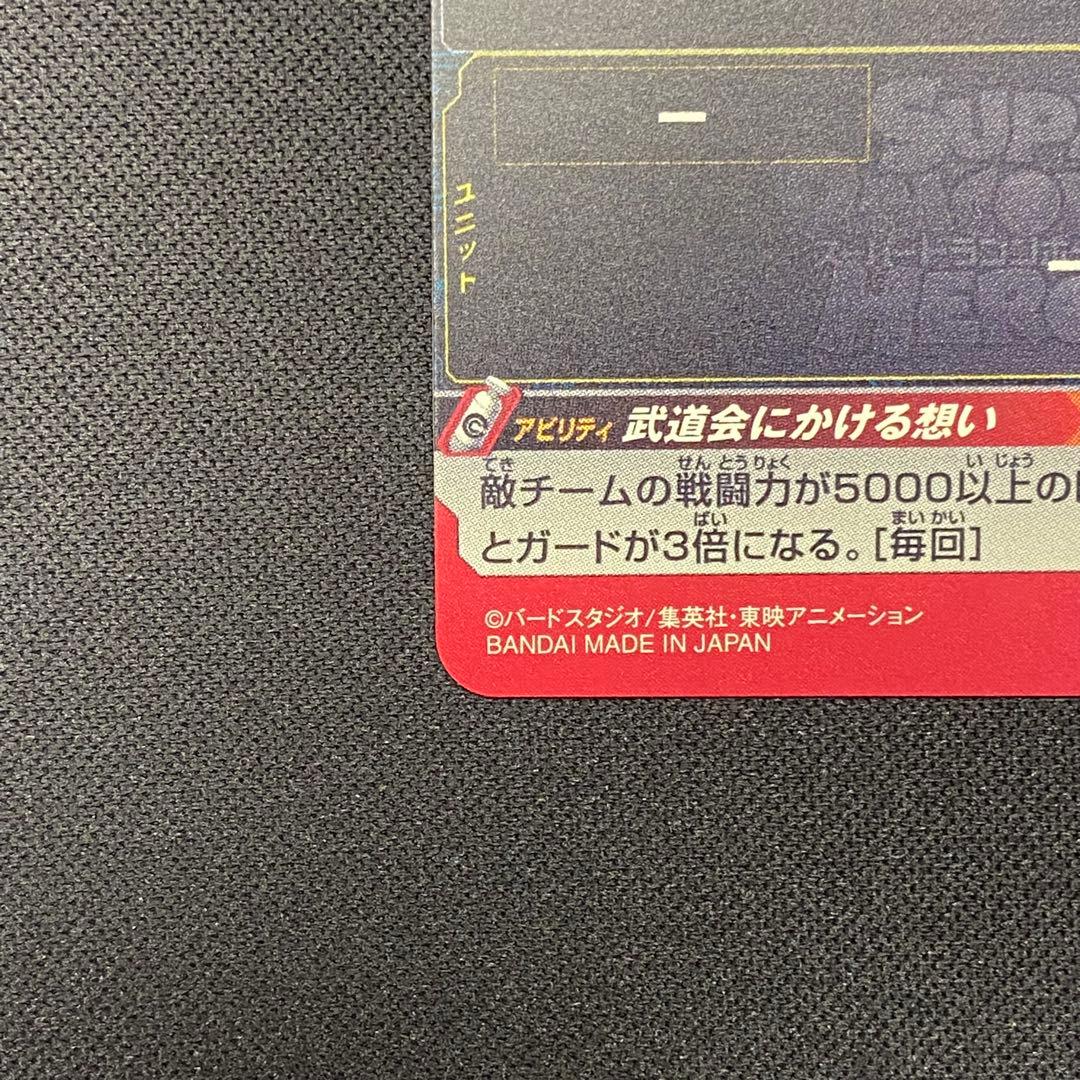 ユニット
アビリティ 武道会にかける想い
敵チームの戦闘力が5000以上の
とガードが3倍になる。[毎回]
©バードスタジオ/集英社・東映アニメーション
BANDAI MADE IN JAPAN